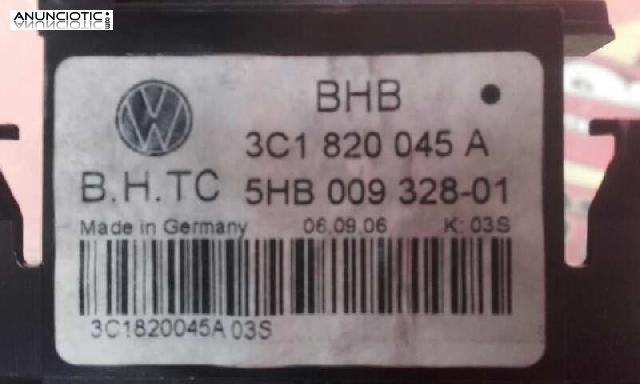 ANUNCIOTIC.com
BHB
3C1 820 045 A
B.H.TC 5HB 009 328-01
Made in Germany 06.09.06 K: 03S
3C1820045A 03S